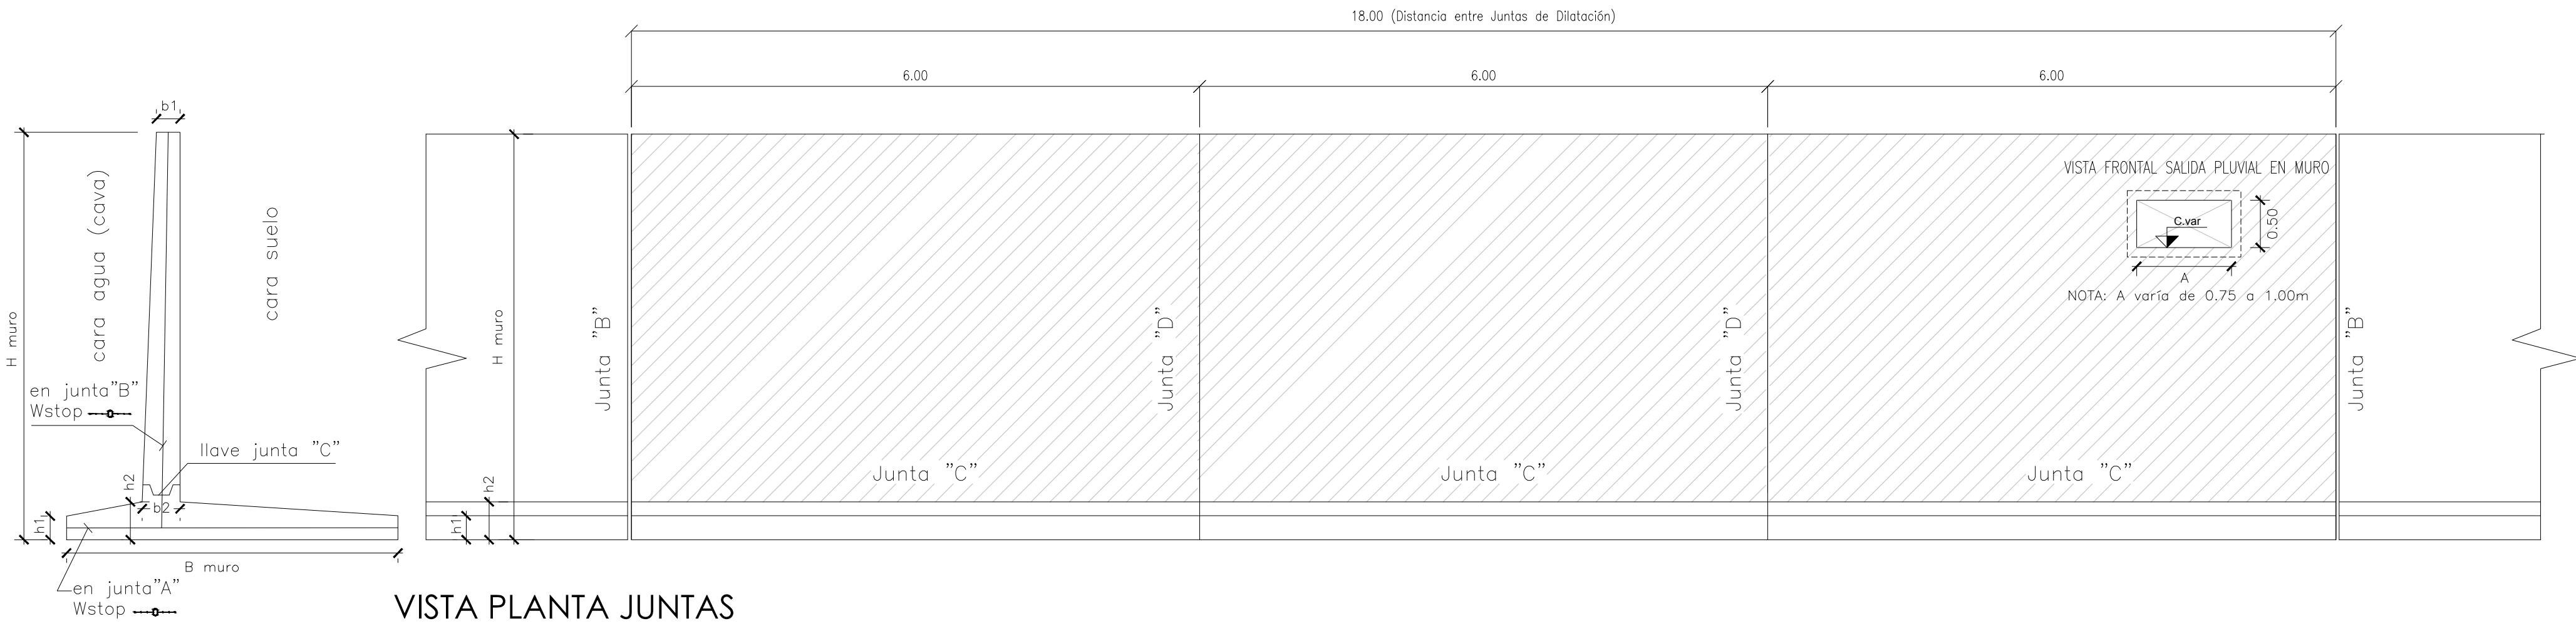 18.00 (Distancia entre Juntas de Dilatación)
6.00
6.00
6.00
b1
H muro
cara agua (cava)
cara suelo
en junta"B"
Wstop
llave junta "C"
h2
b2
h1
B muro
en junta"A"
Wstop
H muro
h2
h1
Junta "B"
Junta "D"
Junta "D"
Junta "B"
Junta "C"
Junta "C"
Junta "C"
VISTA FRONTAL SALIDA PLUVIAL EN MURO
C.var
0.50
A
NOTA: A varía de 0.75 a 1.00m
VISTA PLANTA JUNTAS